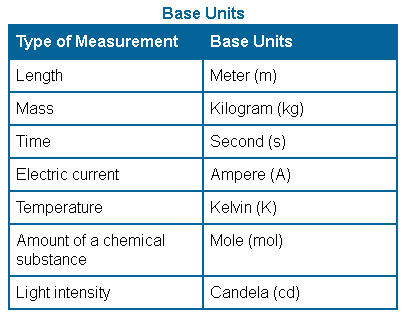 Base Units
Type of Measurement Base Units
Length Meter (m)
Mass Kilogram (kg)
Time Second (s)
Electric current Ampere (A)
Temperature Kelvin (K)
Amount of a chemical Mole (mol)
substance
Light intensity Candela (cd)